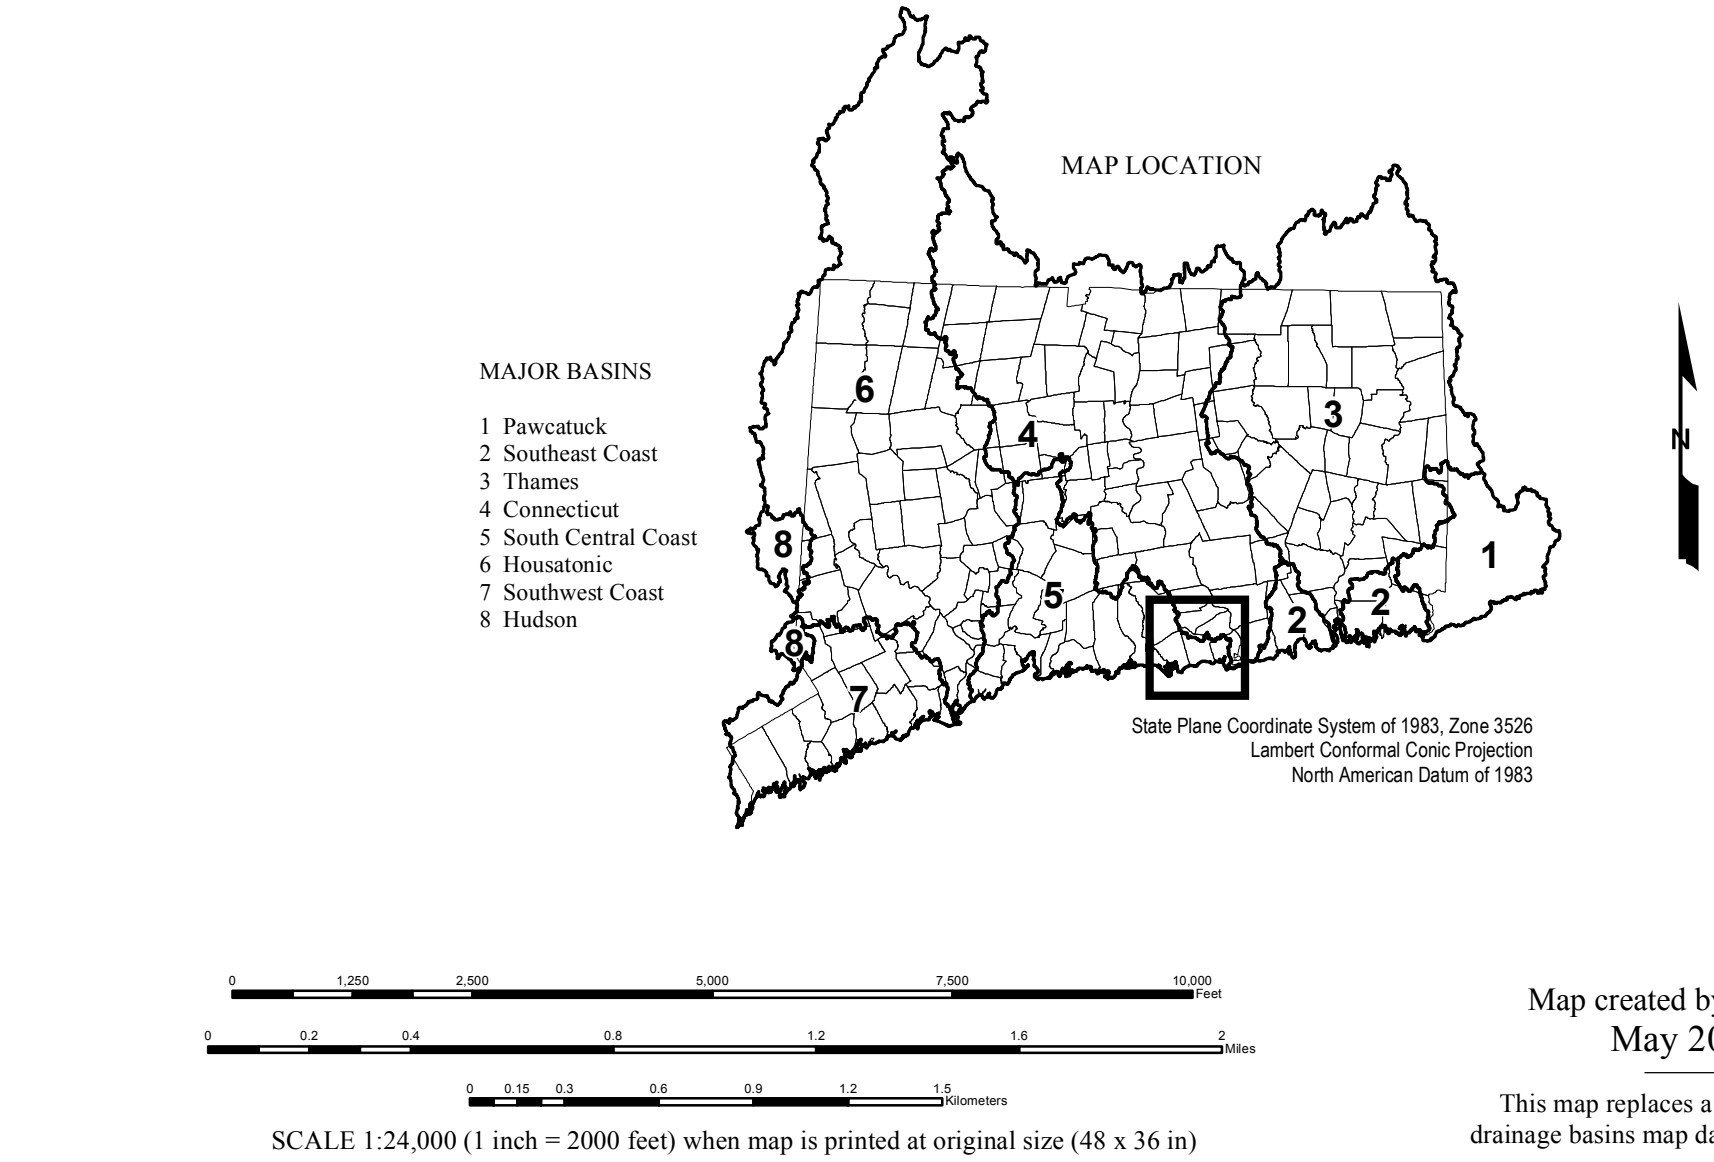 MAP LOCATION
MAJOR BASINS
1 Pawcatuck
2 Southeast Coast
3 Thames
4 Connecticut
5 South Central Coast
6 Housatonic
7 Southwest Coast
8 Hudson
6
4
3
8
5
1
2
2
8
7
N
State Plane Coordinate System of 1983, Zone 3526
Lambert Conformal Conic Projection
North American Datum of 1983
0 1,250 2,500 5,000 7,500 10,000
Feet
0 0.2 0.4 0.8 1.2 1.6 2
Miles
0 0.15 0.3 0.6 0.9 1.2 1.5
Kilometers
SCALE 1:24,000 (1 inch = 2000 feet) when map is printed at original size (48 x 36 in)
Map created by
May 20
This map replaces a
drainage basins map da